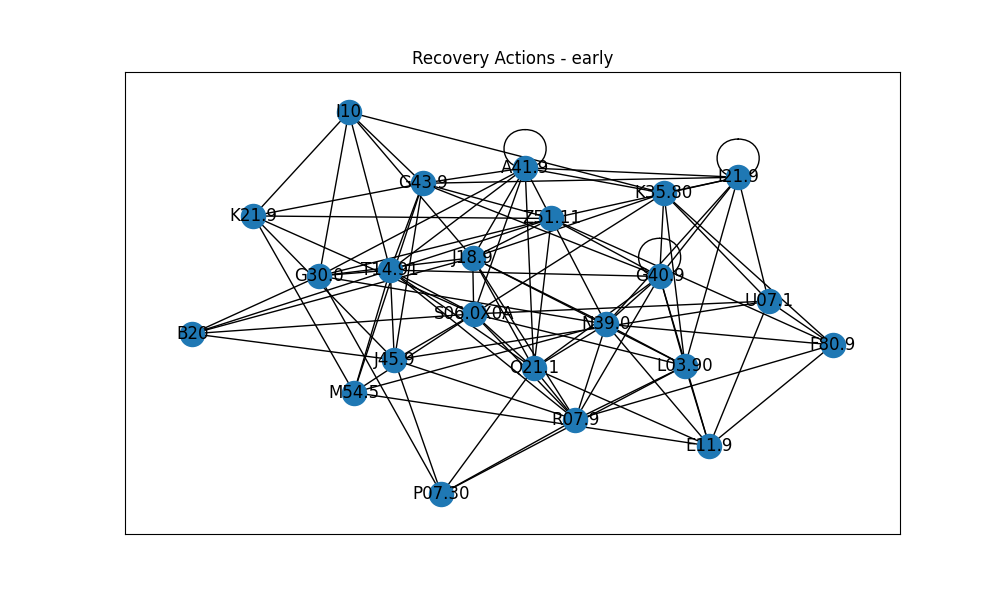 Recovery Actions - early
I10
A41.9
I21.9
G43.9
K35.80
K21.9
Z51.11
J18.9
T14.91
G30.0
G40.9
U07.1
S06.0X0A
N39.0
B20
F80.9
J45.9
Q21.1
L03.90
M54.5
R07.9
E11.9
P07.30